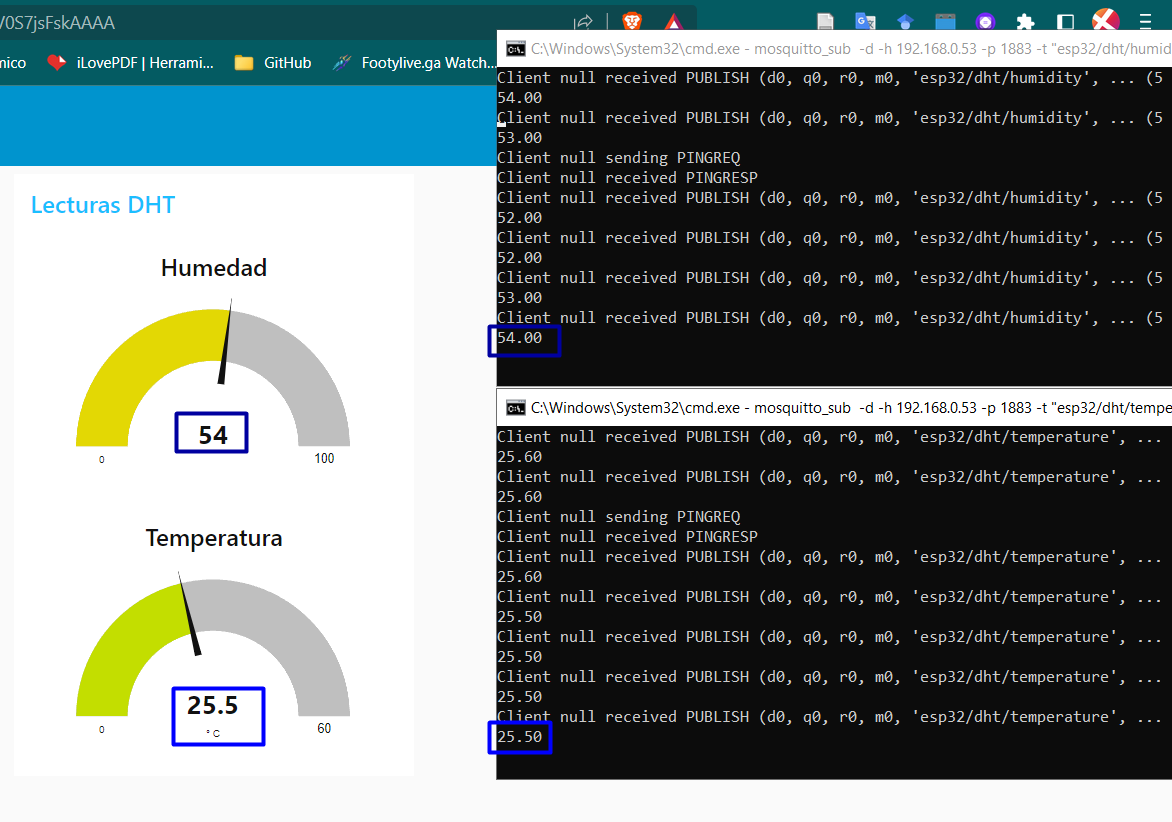 /0S7jsFskAAAA
mico
iLovePDF | Herrami...
GitHub
Footylive.ga Watch...
Lecturas DHT
Humedad
54
0
100
Temperatura
25.5
° C
0
60
C:\Windows\System32\cmd.exe - mosquitto_sub -d -h 192.168.0.53 -p 1883 -t "esp32/dht/humid
Client null received PUBLISH (d0, q0, r0, m0, 'esp32/dht/humidity', ... (5
54.00
Client null received PUBLISH (d0, q0, r0, m0, 'esp32/dht/humidity', ... (5
53.00
Client null sending PINGREQ
Client null received PINGRESP
Client null received PUBLISH (d0, q0, r0, m0, 'esp32/dht/humidity', ... (5
52.00
Client null received PUBLISH (d0, q0, r0, m0, 'esp32/dht/humidity', ... (5
52.00
Client null received PUBLISH (d0, q0, r0, m0, 'esp32/dht/humidity', ... (5
53.00
Client null received PUBLISH (d0, q0, r0, m0, 'esp32/dht/humidity', ... (5
54.00
C:\Windows\System32\cmd.exe - mosquitto_sub -d -h 192.168.0.53 -p 1883 -t "esp32/dht/tempe
Client null received PUBLISH (d0, q0, r0, m0, 'esp32/dht/temperature', ...
25.60
Client null received PUBLISH (d0, q0, r0, m0, 'esp32/dht/temperature', ...
25.60
Client null sending PINGREQ
Client null received PINGRESP
Client null received PUBLISH (d0, q0, r0, m0, 'esp32/dht/temperature', ...
25.60
Client null received PUBLISH (d0, q0, r0, m0, 'esp32/dht/temperature', ...
25.50
Client null received PUBLISH (d0, q0, r0, m0, 'esp32/dht/temperature', ...
25.50
Client null received PUBLISH (d0, q0, r0, m0, 'esp32/dht/temperature', ...
25.50
Client null received PUBLISH (d0, q0, r0, m0, 'esp32/dht/temperature', ...
25.50